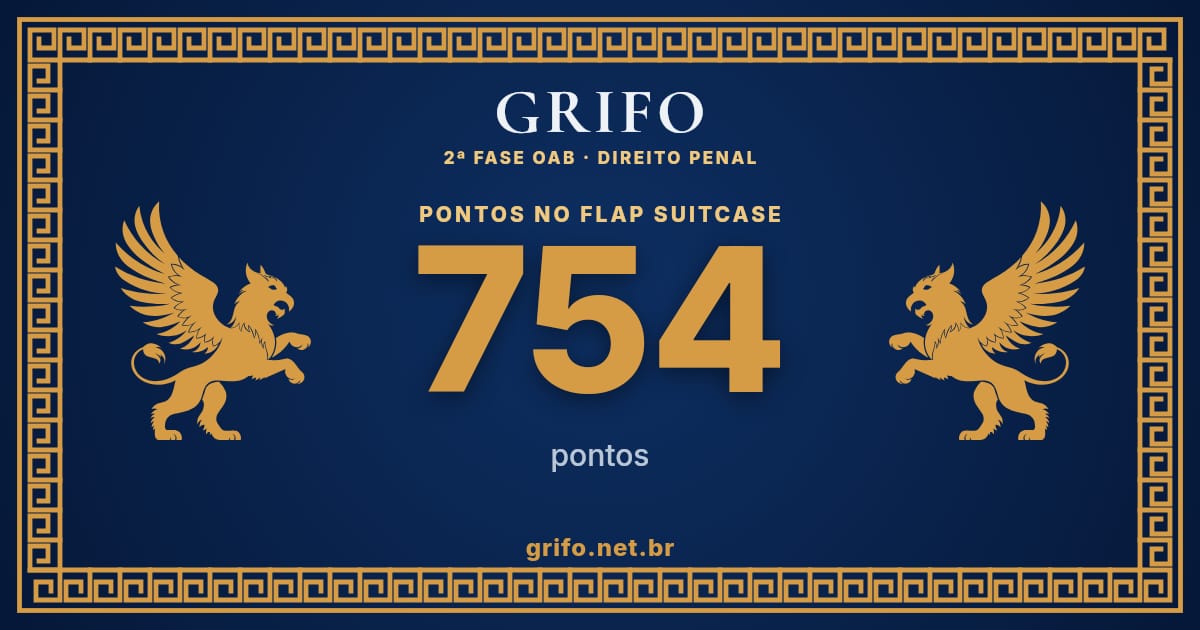 GRIFO
2ª FASE OAB · DIREITO PENAL
PONTOS NO FLAP SUITCASE
754
pontos
grifo.net.br